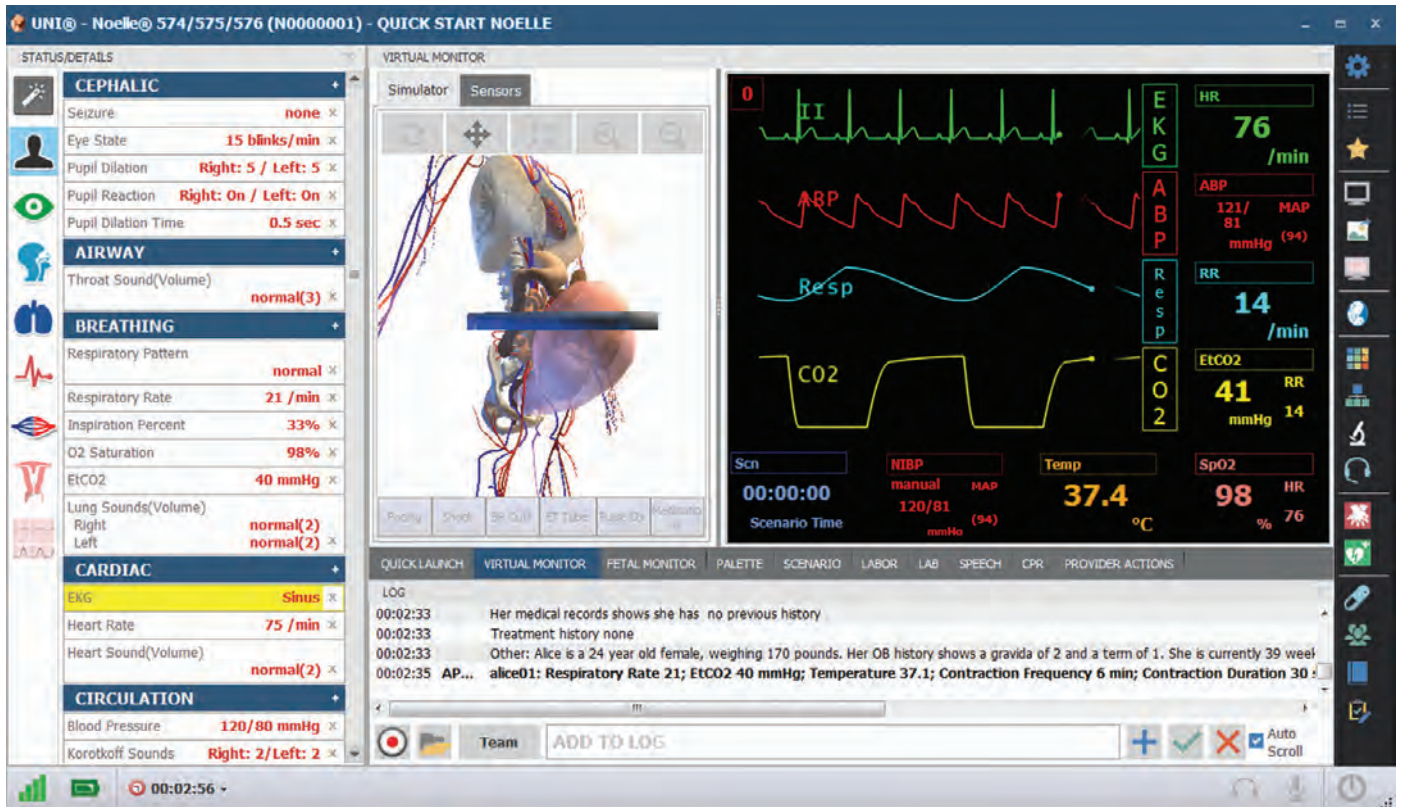 UNI® - Noelle® 574/575/576 (N0000001) - QUICK START NOELLE
STATUS/DETAILS
CEPHALIC +
Seizure none ×
Eye State 15 blinks/min ×
Pupil Dilation Right: 5 / Left: 5 ×
Pupil Reaction Right: On / Left: On ×
Pupil Dilation Time 0.5 sec ×
AIRWAY +
Throat Sound(Volume)
normal(3) ×
BREATHING +
Respiratory Pattern
normal ×
Respiratory Rate 21 /min ×
Inspiration Percent 33% ×
O2 Saturation 98% ×
EtCO2 40 mmHg ×
Lung Sounds(Volume)
Right normal(2)
Left normal(2) ×
CARDIAC +
EKG Sinus ×
Heart Rate 75 /min ×
Heart Sound(Volume)
normal(2) ×
CIRCULATION +
Blood Pressure 120/80 mmHg ×
Korotkoff Sounds Right: 2/Left: 2 ×
VIRTUAL MONITOR
Simulator Sensors
0
II
EKG
HR
76
/min
ABP
ABP
ABP
121/ MAP
81
mmHg (94)
Resp
Resp
RR
14
/min
CO2
CO2
EtCO2
41 RR
mmHg 14
Scn
00:00:00
Scenario Time
NIBP
manual MAP
120/81
mmHg (94)
Temp
37.4
°C
SpO2
98 HR
% 76
QUICK LAUNCH VIRTUAL MONITOR FETAL MONITOR PALETTE SCENARIO LABOR LAB SPEECH CPR PROVIDER ACTIONS
LOG
00:02:33 Her medical records shows she has no previous history
00:02:33 Treatment history none
00:02:33 Other: Alice is a 24 year old female, weighing 170 pounds. Her OB history shows a gravida of 2 and a term of 1. She is currently 39 week
00:02:35 AP... alice01: Respiratory Rate 21; EtCO2 40 mmHg; Temperature 37.1; Contraction Frequency 6 min; Contraction Duration 30
Team ADD TO LOG
Auto
Scroll
00:02:56